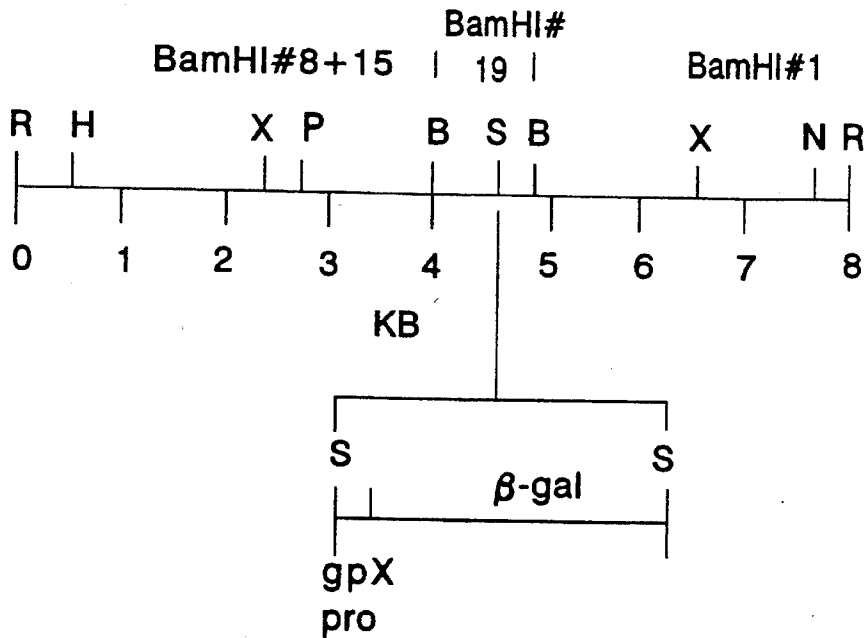 BamHI#
BamHI#8+15 | 19 | BamHI#1
R H X P B S B X N R
0 1 2 3 4 5 6 7 8
KB
S S
β-gal
gpX
pro